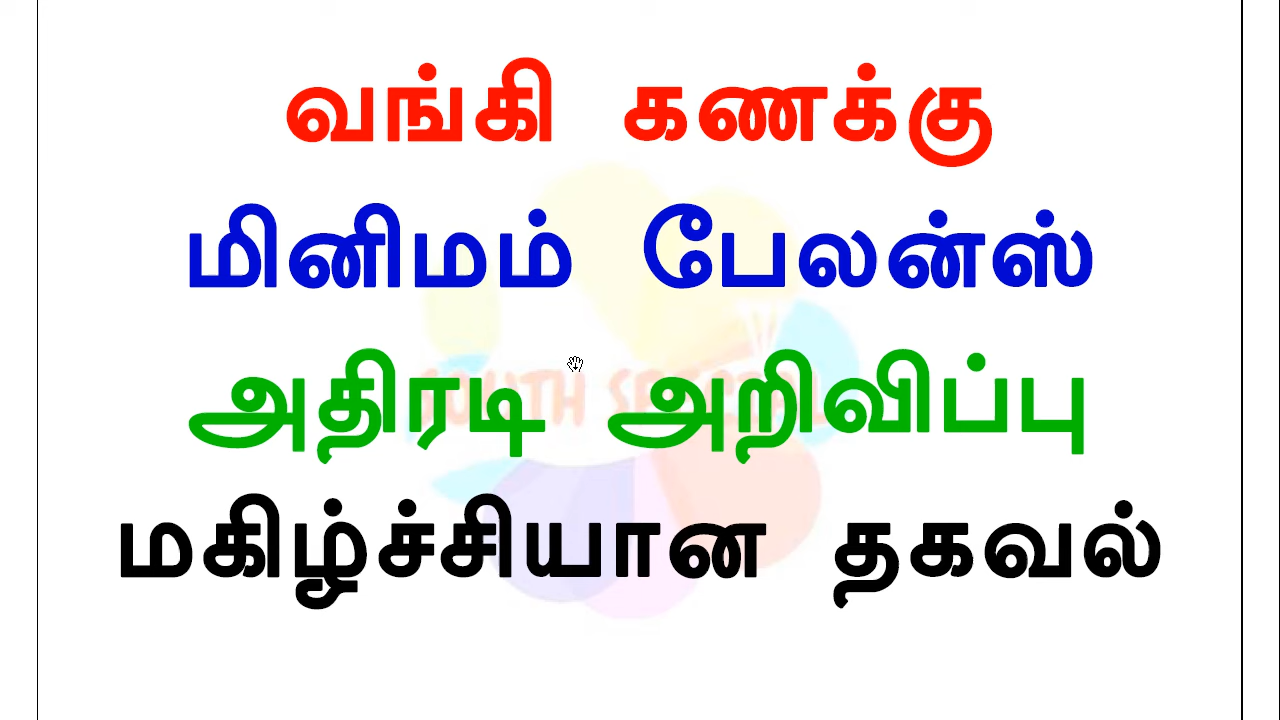 வங்கி கணக்கு
மினிமம் பேலன்ஸ்
அதிரடி அறிவிப்பு
மகிழ்ச்சியான தகவல்